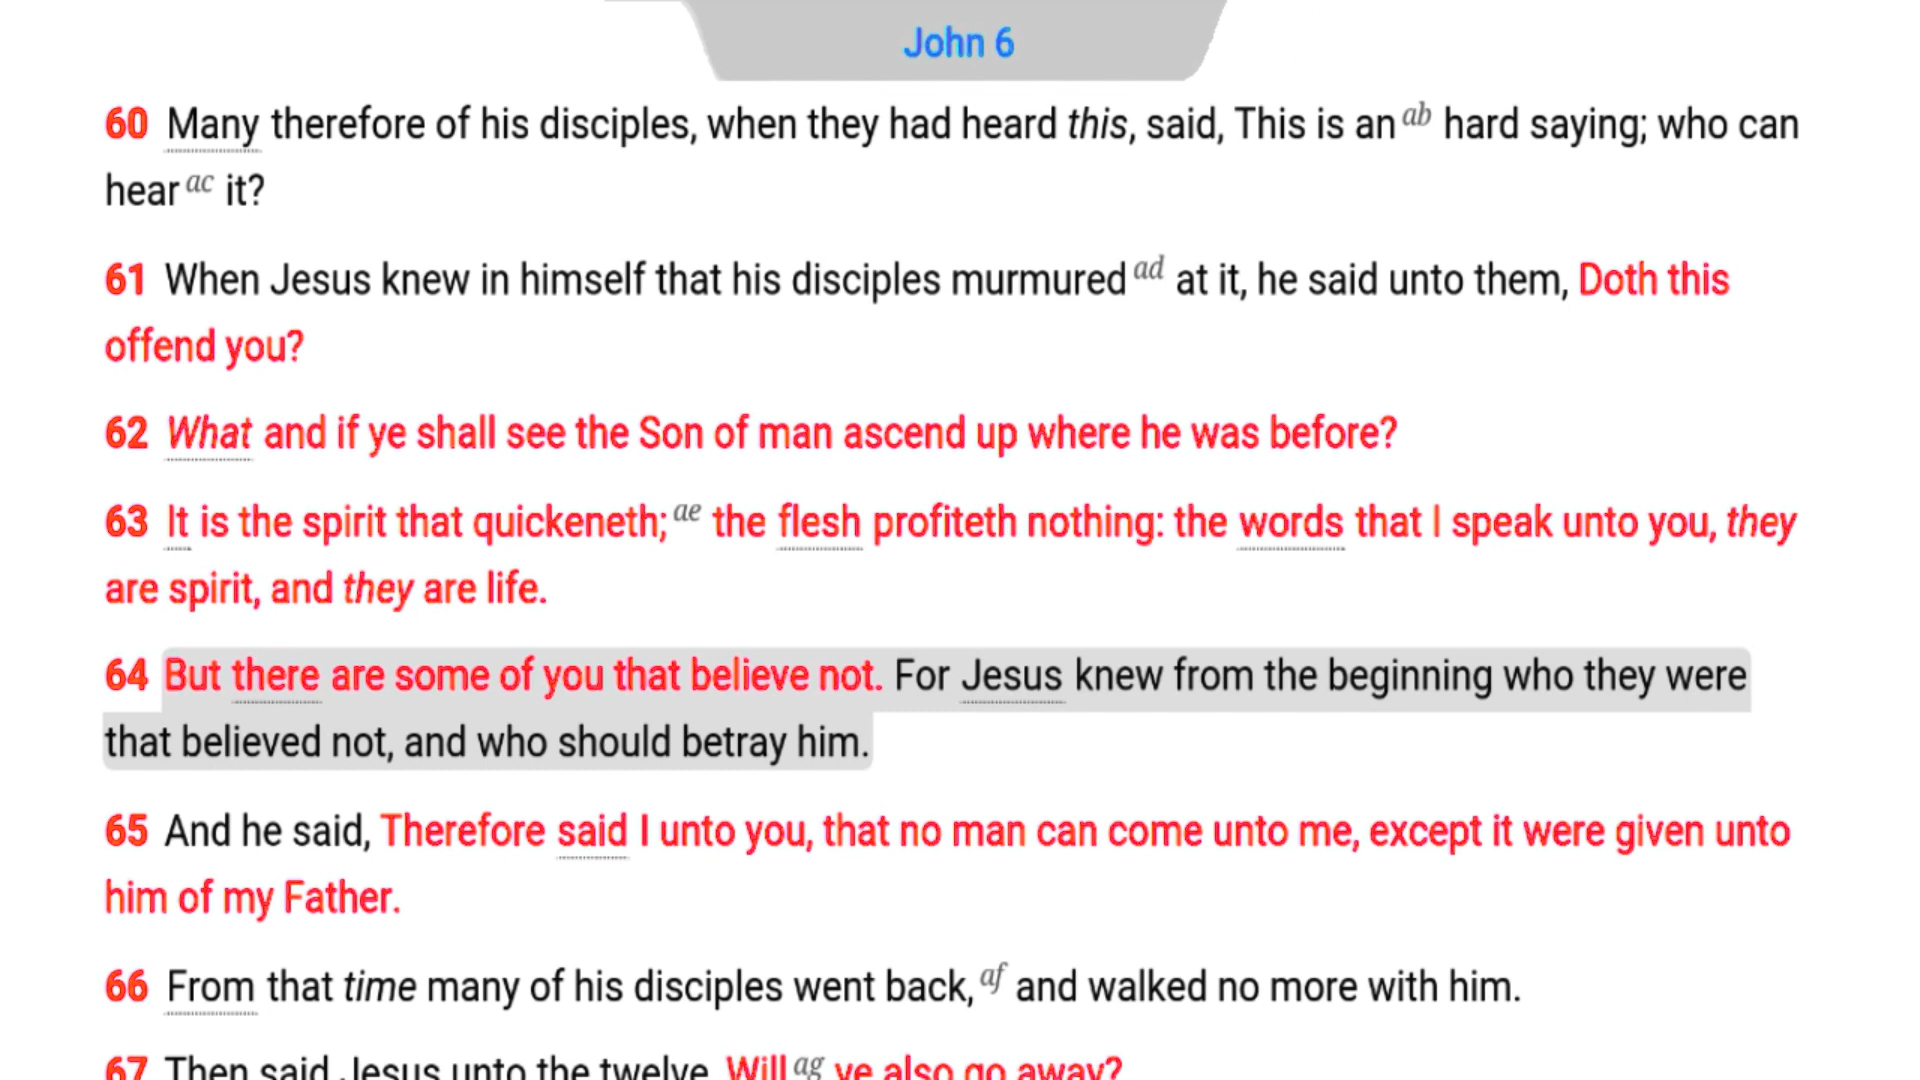 John 6
60 Many therefore of his disciples, when they had heard this, said, This is an ab hard saying; who can
hear ac it?
61 When Jesus knew in himself that his disciples murmured ad at it, he said unto them, Doth this
offend you?
62 What and if ye shall see the Son of man ascend up where he was before?
63 It is the spirit that quickeneth; ae the flesh profiteth nothing: the words that I speak unto you, they
are spirit, and they are life.
64 But there are some of you that believe not. For Jesus knew from the beginning who they were
that believed not, and who should betray him.
65 And he said, Therefore said I unto you, that no man can come unto me, except it were given unto
him of my Father.
66 From that time many of his disciples went back, af and walked no more with him.
67 Then said Jesus unto the twelve, Will ag ye also go away?